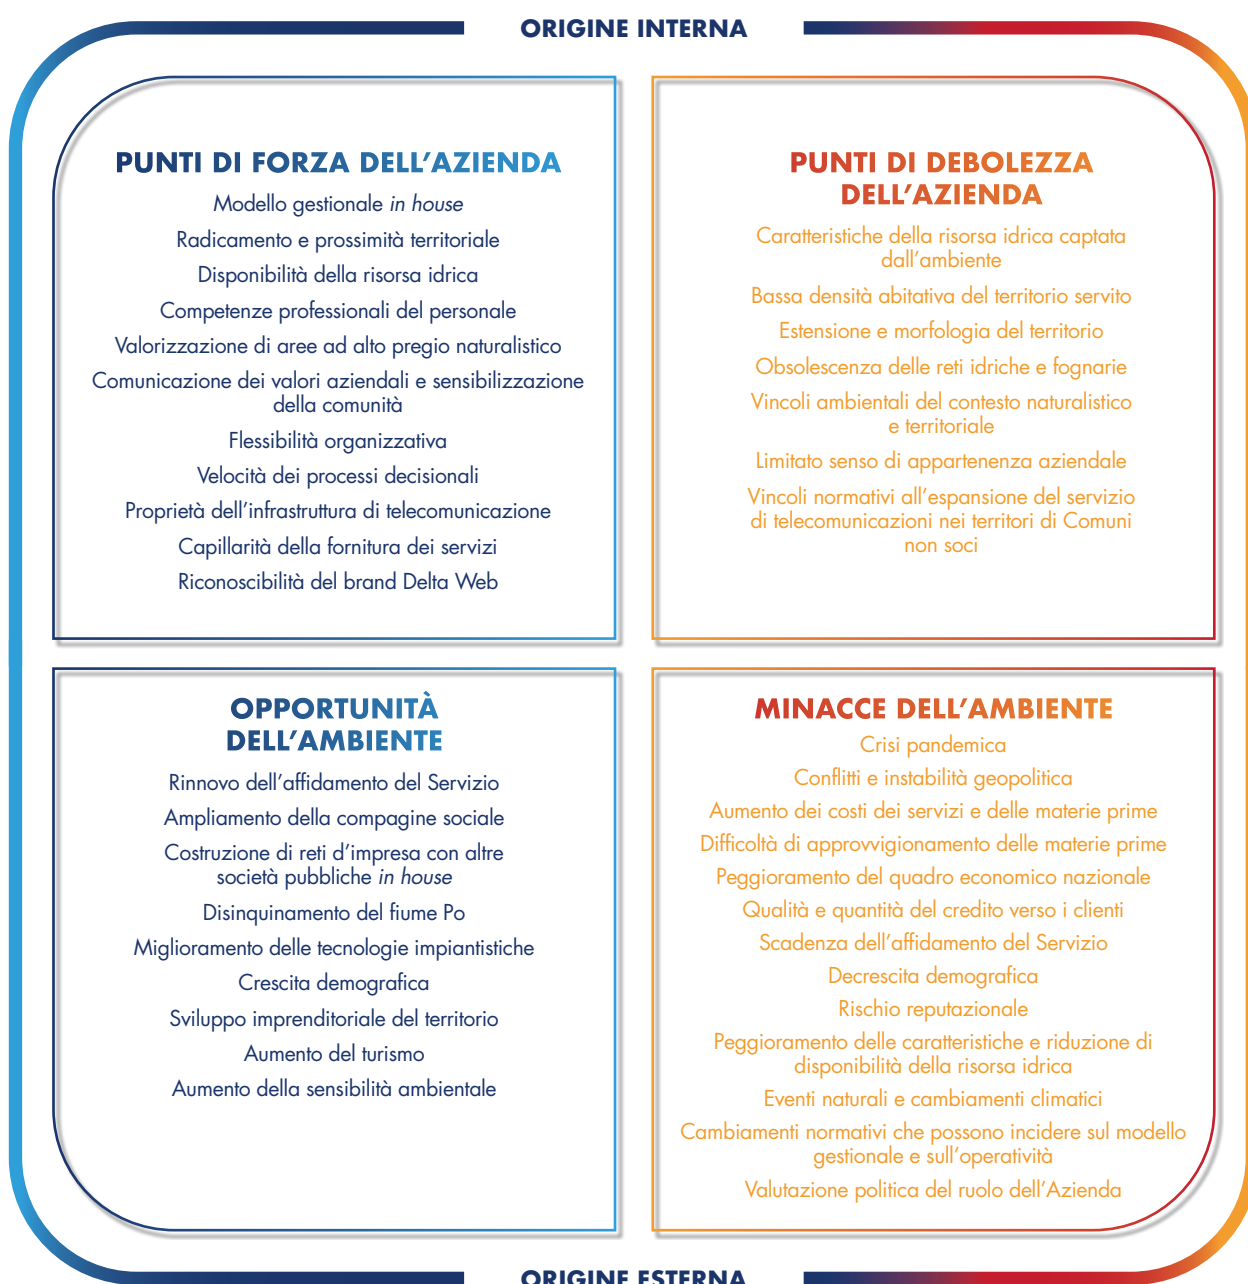 ORIGINE INTERNA
PUNTI DI FORZA DELL'AZIENDA
Modello gestionale in house
Radicamento e prossimità territoriale
Disponibilità della risorsa idrica
Competenze professionali del personale
Valorizzazione di aree ad alto pregio naturalistico
Comunicazione dei valori aziendali e sensibilizzazione
della comunità
Flessibilità organizzativa
Velocità dei processi decisionali
Proprietà dell'infrastruttura di telecomunicazione
Capillarità della fornitura dei servizi
Riconoscibilità del brand Delta Web
PUNTI DI DEBOLEZZA
DELL'AZIENDA
Caratteristiche della risorsa idrica captata
dall'ambiente
Bassa densità abitativa del territorio servito
Estensione e morfologia del territorio
Obsolescenza delle reti idriche e fognarie
Vincoli ambientali del contesto naturalistico
e territoriale
Limitato senso di appartenenza aziendale
Vincoli normativi all'espansione del servizio
di telecomunicazioni nei territori di Comuni
non soci
OPPORTUNITÀ
DELL'AMBIENTE
Rinnovo dell'affidamento del Servizio
Ampliamento della compagine sociale
Costruzione di reti d'impresa con altre
società pubbliche in house
Disinquinamento del fiume Po
Miglioramento delle tecnologie impiantistiche
Crescita demografica
Sviluppo imprenditoriale del territorio
Aumento del turismo
Aumento della sensibilità ambientale
MINACCE DELL'AMBIENTE
Crisi pandemica
Conflitti e instabilità geopolitica
Aumento dei costi dei servizi e delle materie prime
Difficoltà di approvvigionamento delle materie prime
Peggioramento del quadro economico nazionale
Qualità e quantità del credito verso i clienti
Scadenza dell'affidamento del Servizio
Decrescita demografica
Rischio reputazionale
Peggioramento delle caratteristiche e riduzione di
disponibilità della risorsa idrica
Eventi naturali e cambiamenti climatici
Cambiamenti normativi che possono incidere sul modello
gestionale e sull'operatività
Valutazione politica del ruolo dell'Azienda
ORIGINE ESTERNA